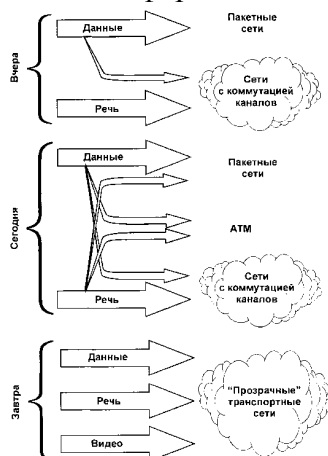 Вчера
Данные
Пакетные
сети
Сети
с коммутацией
каналов
Речь
Сегодня
Данные
Пакетные
сети
АТМ
Сети
с коммутацией
каналов
Речь
Завтра
Данные
Речь
Видео
"Прозрачные"
транспортные
сети